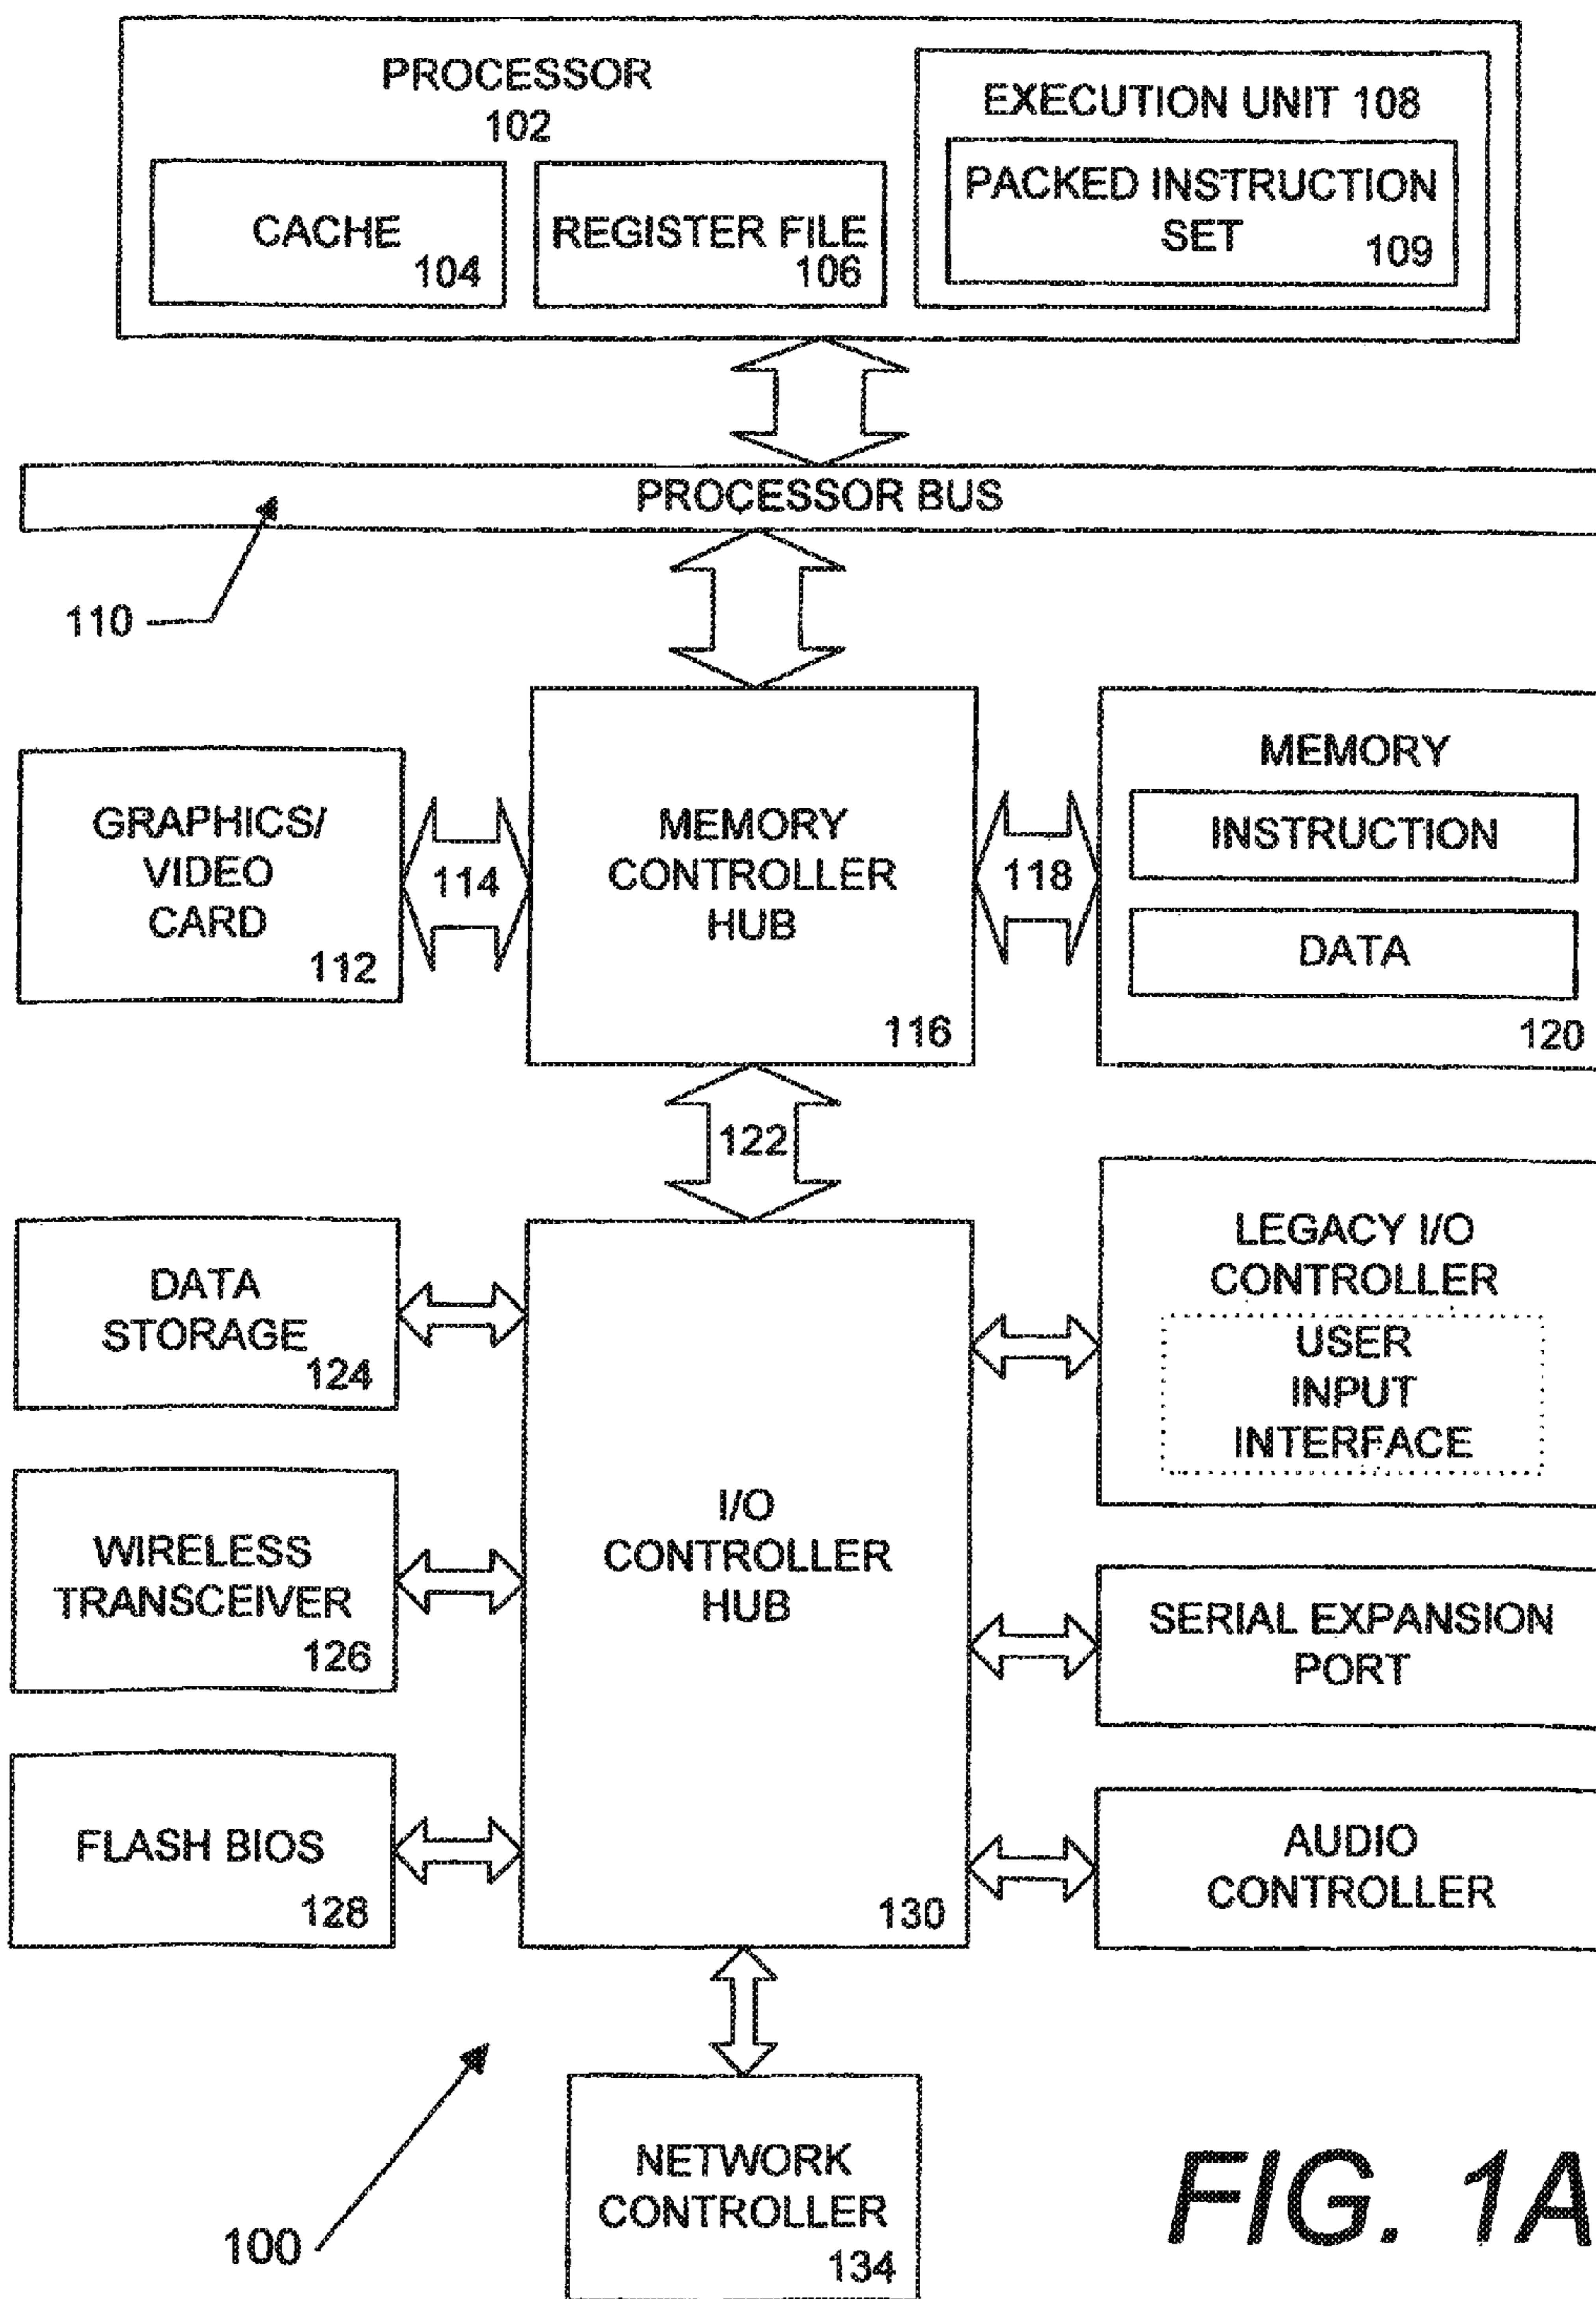 PROCESSOR
102
CACHE
104
REGISTER FILE
106
EXECUTION UNIT 108
PACKED INSTRUCTION
SET
109
PROCESSOR BUS
110
GRAPHICS/
VIDEO
CARD
112
114
MEMORY
CONTROLLER
HUB
116
118
MEMORY
INSTRUCTION
DATA
120
122
DATA
STORAGE
124
WIRELESS
TRANSCEIVER
126
FLASH BIOS
128
I/O
CONTROLLER
HUB
130
LEGACY I/O
CONTROLLER
USER
INPUT
INTERFACE
SERIAL EXPANSION
PORT
AUDIO
CONTROLLER
NETWORK
CONTROLLER
134
100
FIG. 1A